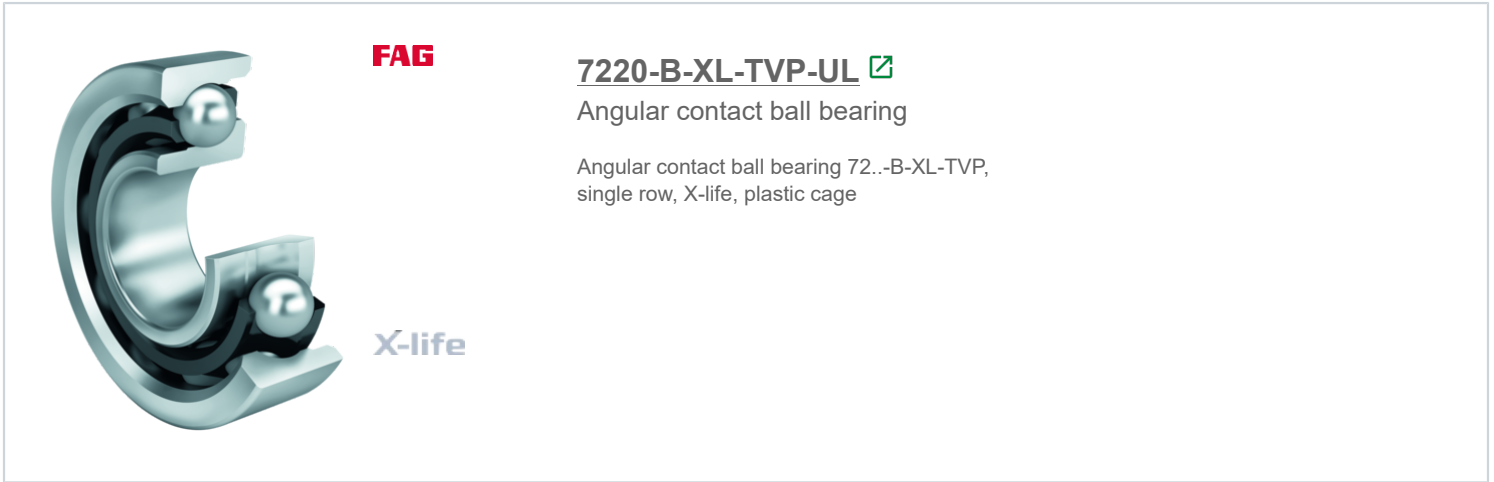 FAG
7220-B-XL-TVP-UL
Angular contact ball bearing
Angular contact ball bearing 72..-B-XL-TVP,
single row, X-life, plastic cage
X-life